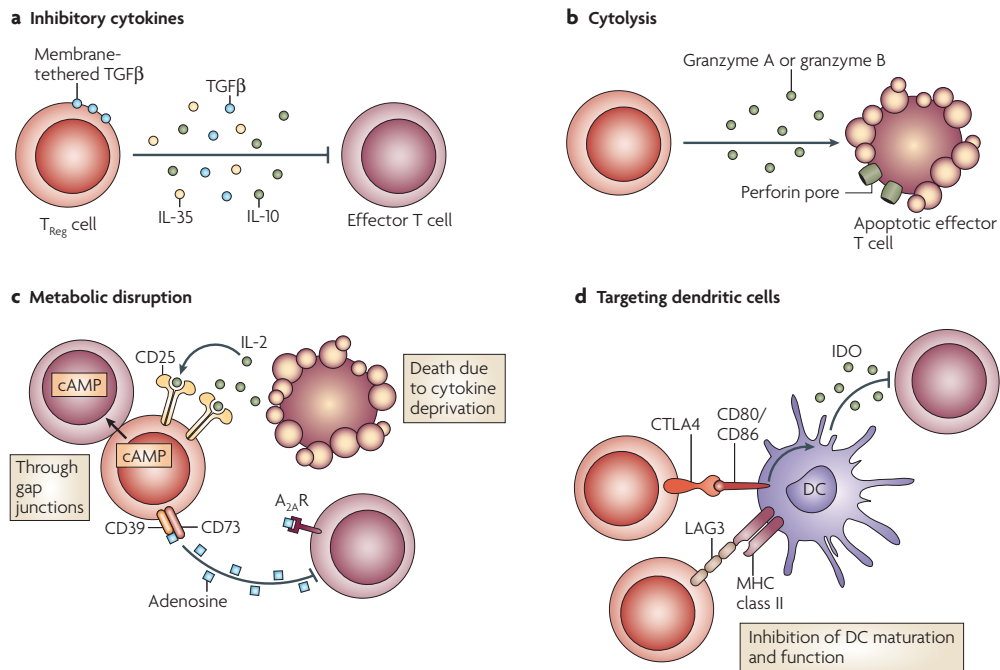 a Inhibitory cytokines
Membrane-
tethered TGFβ
TGFβ
IL-35
IL-10
T_Reg cell
Effector T cell
b Cytolysis
Granzyme A or granzyme B
Perforin pore
Apoptotic effector
T cell
c Metabolic disruption
IL-2
CD25
cAMP
Death due
to cytokine
deprivation
cAMP
Through
gap
junctions
CD39
CD73
A2AR
Adenosine
d Targeting dendritic cells
IDO
CD80/
CD86
CTLA4
DC
LAG3
MHC
class II
Inhibition of DC maturation
and function